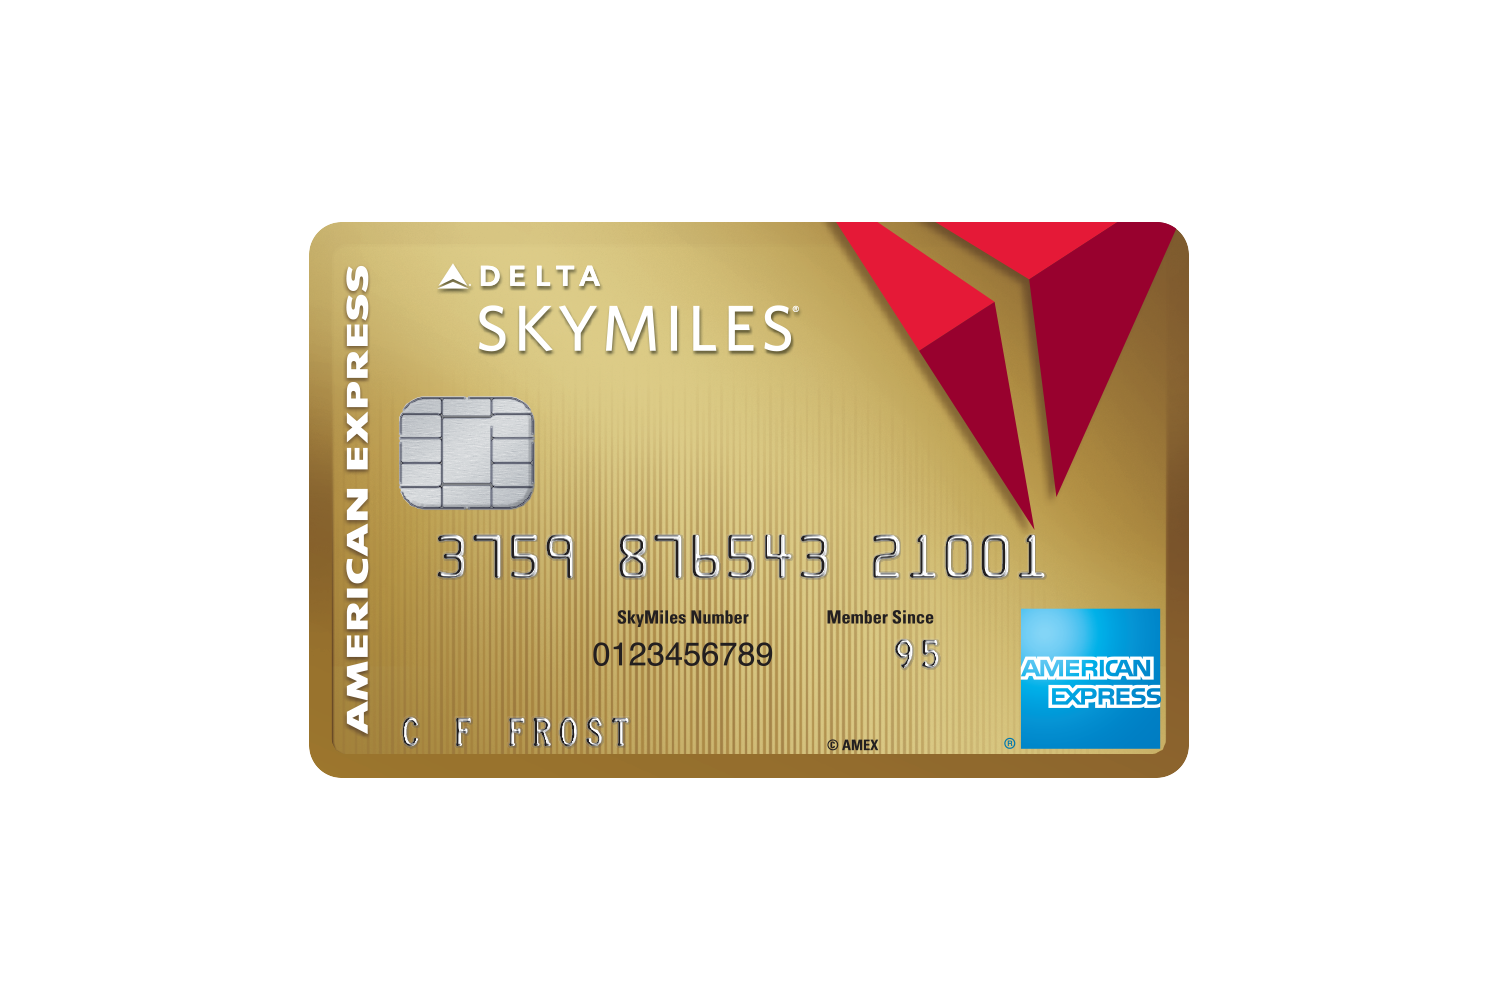 AMERICAN EXPRESS
DELTA
SKYMILES®
3759 876543 21001
SkyMiles Number
Member Since
0123456789
95
AMERICAN
EXPRESS
C F FROST
© AMEX
®